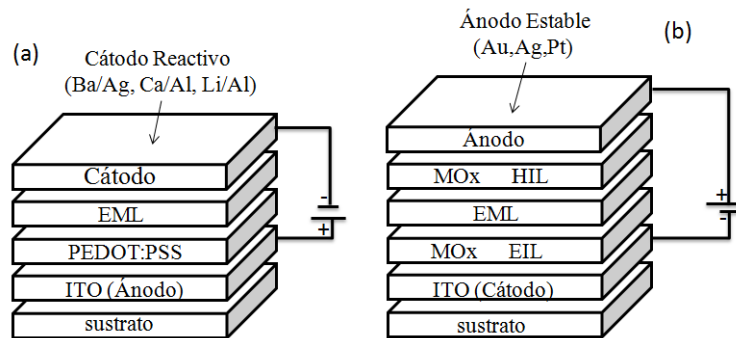 (a)
Cátodo Reactivo
(Ba/Ag, Ca/Al, Li/Al)
Cátodo
EML
PEDOT:PSS
ITO (Ánodo)
sustrato
-
+
Ánodo Estable
(Au,Ag,Pt)
(b)
Ánodo
MOx HIL
EML
MOx EIL
ITO (Cátodo)
sustrato
+
-